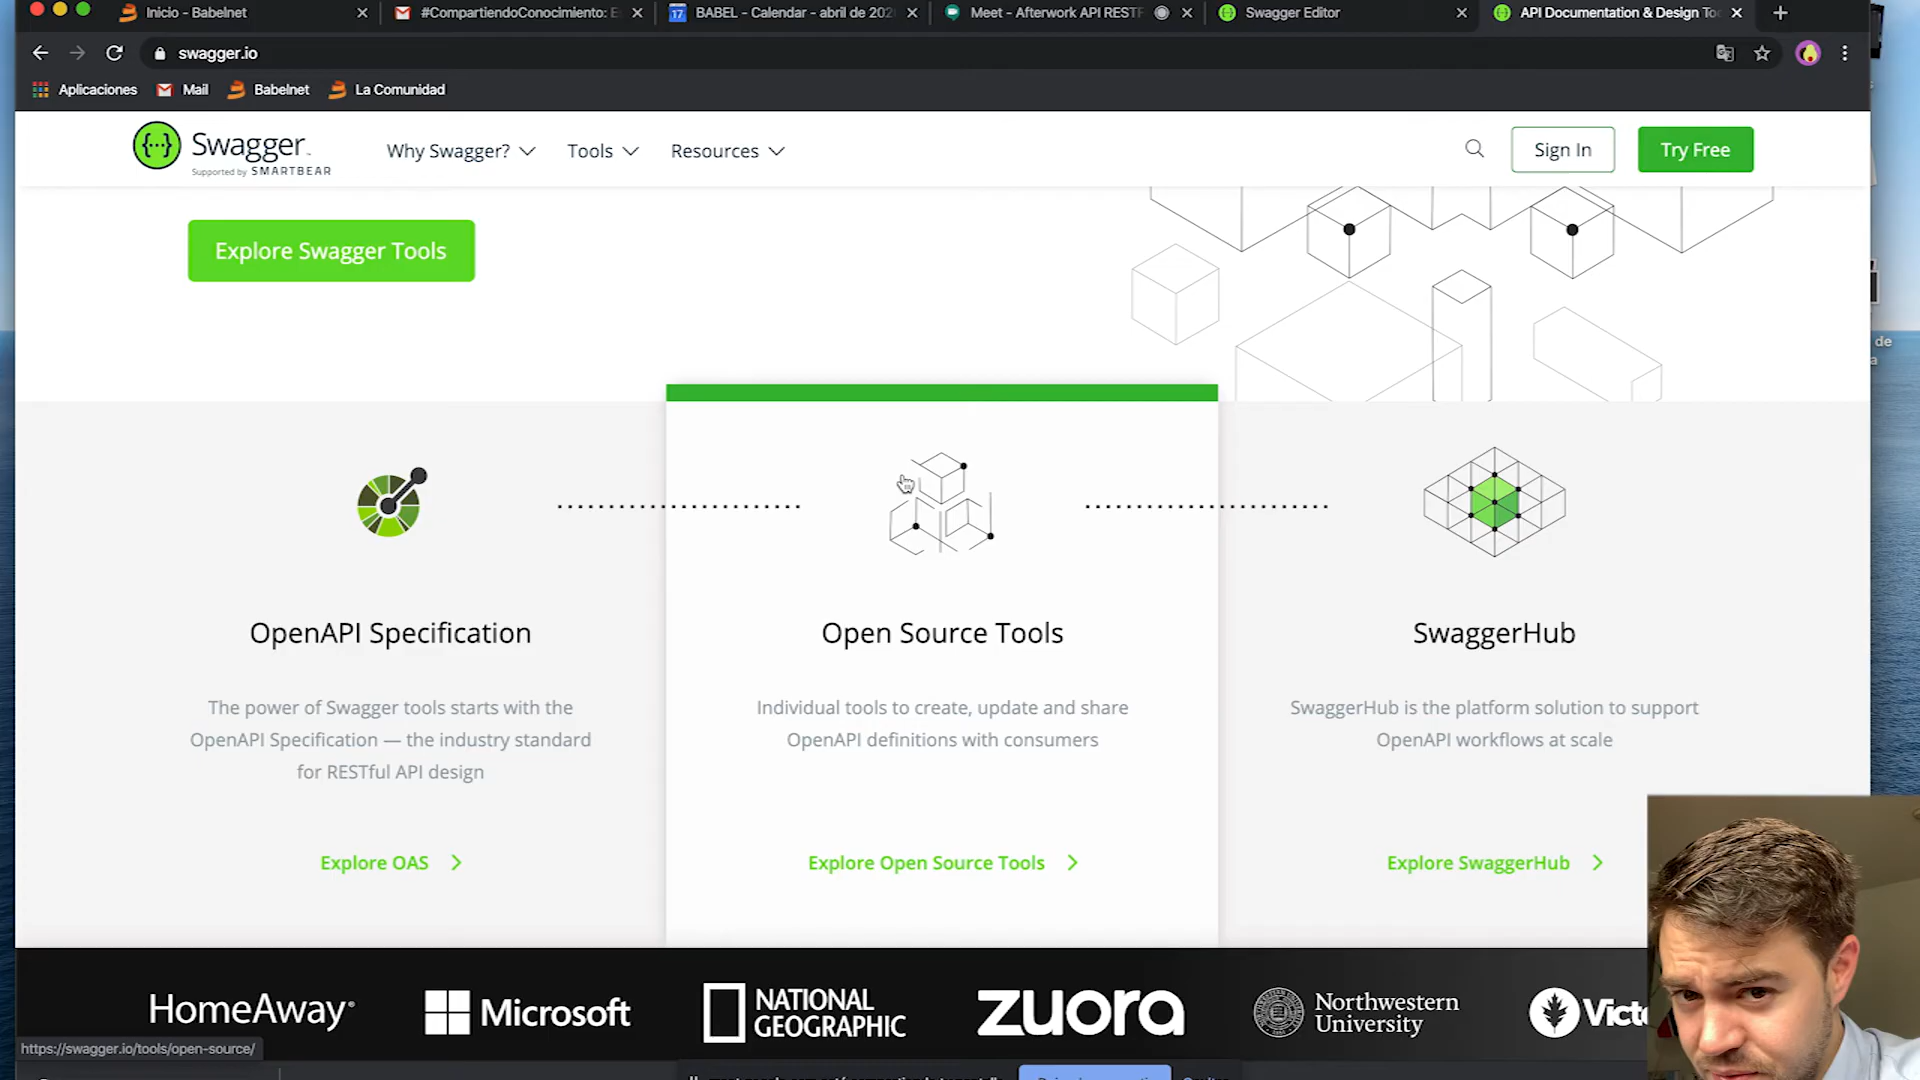 Inicio - Babelnet
#CompartiendoConocimiento: E
BABEL - Calendar - abril de 202
Meet - Afterwork API RESTF
Swagger Editor
API Documentation & Design Too
swagger.io
Aplicaciones
Mail
Babelnet
La Comunidad
Swagger
Supported by SMARTBEAR
Why Swagger?
Tools
Resources
Sign In
Try Free
Explore Swagger Tools
de
a
OpenAPI Specification
The power of Swagger tools starts with the
OpenAPI Specification — the industry standard
for RESTful API design
Explore OAS
Open Source Tools
Individual tools to create, update and share
OpenAPI definitions with consumers
Explore Open Source Tools
SwaggerHub
SwaggerHub is the platform solution to support
OpenAPI workflows at scale
Explore SwaggerHub
HomeAway
Microsoft
NATIONAL
GEOGRAPHIC
zuora
Northwestern
University
Victo
https://swagger.io/tools/open-source/